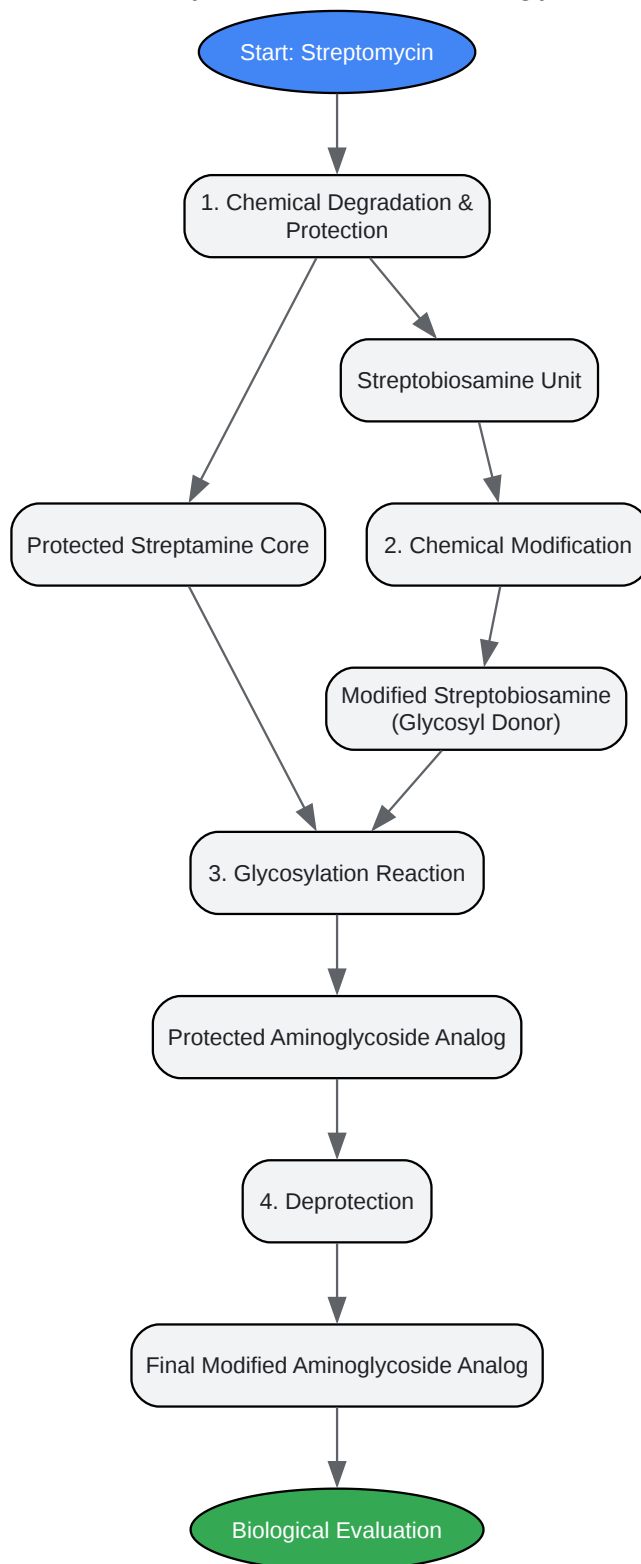 Start: Streptomycin
1. Chemical Degradation &
Protection
Streptobiosamine Unit
Protected Streptamine Core
2. Chemical Modification
Modified Streptobiosamine
(Glycosyl Donor)
3. Glycosylation Reaction
Protected Aminoglycoside Analog
4. Deprotection
Final Modified Aminoglycoside Analog
Biological Evaluation